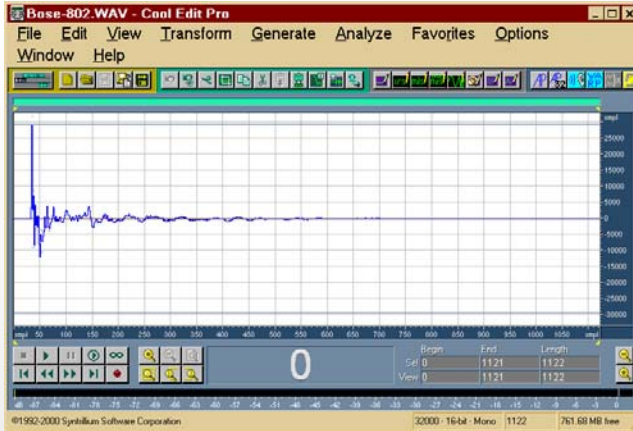 Bose-802.WAV - Cool Edit Pro
File Edit View Transform Generate Analyze Favorites Options
Window Help
smpl
25000
20000
15000
10000
5000
0
-5000
-10000
-15000
-20000
-25000
-30000
smpl 50 100 150 200 250 300 350 400 450 500 550 600 650 700 750 800 850 900 950 1000 1050 smpl
0
Begin End Length
Sel 0 1121 1122
View 0 1121 1122
©1992-2000 Syntrillium Software Corporation
32000 · 16-bit · Mono 1122 761.68 MB free